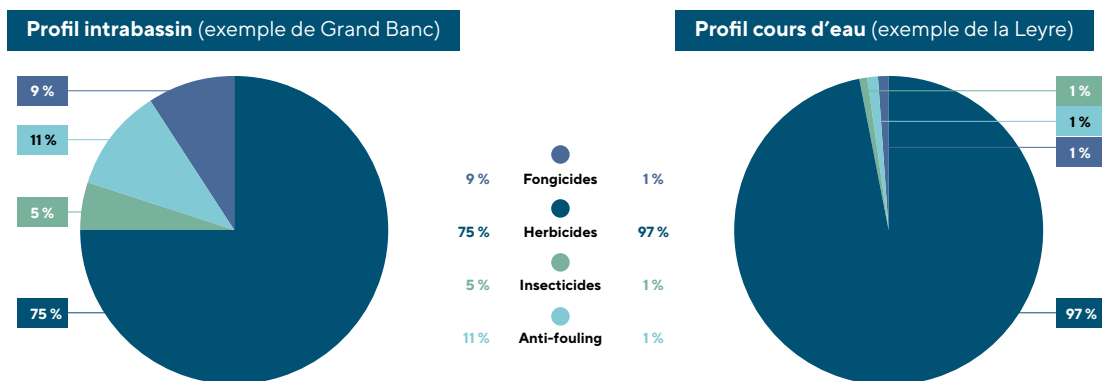 Profil intrabassin (exemple de Grand Banc)
Profil cours d'eau (exemple de la Leyre)
9 %
11 %
5 %
75 %
9 % Fongicides 1 %
75 % Herbicides 97 %
5 % Insecticides 1 %
11 % Anti-fouling 1 %
1 %
1 %
1 %
97 %